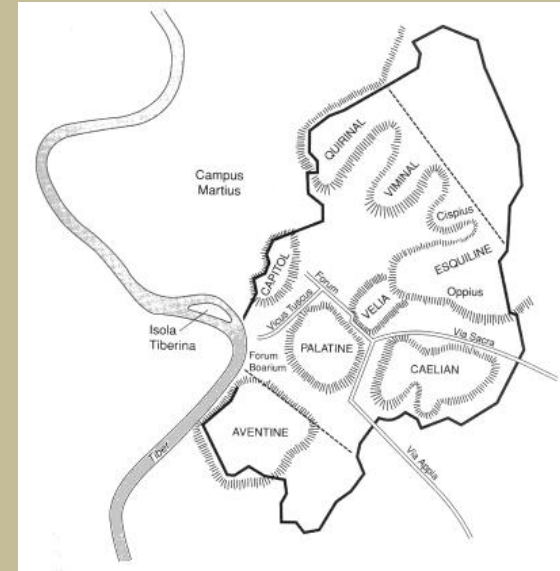 QUIRINAL
VIMINAL
Campus
Martius
Cispius
ESQUILINE
CAPITOL
Forum
Oppius
VELIA
Vicus Tuscus
Isola
Tiberina
Via Sacra
PALATINE
Forum
Boarium
CAELIAN
AVENTINE
Tiber
Via Appia